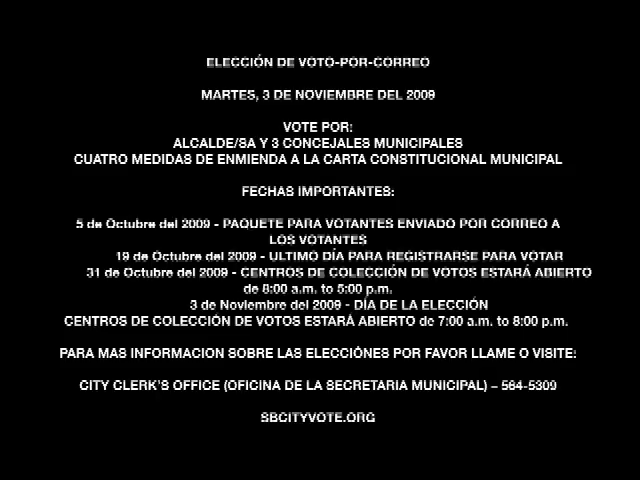 ELECCIÓN DE VOTO-POR-CORREO
MARTES, 3 DE NOVIEMBRE DEL 2009
VOTE POR:
ALCALDE/SA Y 3 CONCEJALES MUNICIPALES
CUATRO MEDIDAS DE ENMIENDA A LA CARTA CONSTITUCIONAL MUNICIPAL
FECHAS IMPORTANTES:
5 de Octubre del 2009 - PAQUETE PARA VOTANTES ENVIADO POR CORREO A
LOS VOTANTES
19 de Octubre del 2009 - ULTIMO DÍA PARA REGISTRARSE PARA VOTAR
31 de Octubre del 2009 - CENTROS DE COLECCIÓN DE VOTOS ESTARÁ ABIERTO
de 8:00 a.m. to 5:00 p.m.
3 de Noviembre del 2009 - DÍA DE LA ELECCIÓN
CENTROS DE COLECCIÓN DE VOTOS ESTARÁ ABIERTO de 7:00 a.m. to 8:00 p.m.
PARA MAS INFORMACION SOBRE LAS ELECCIÓNES POR FAVOR LLAME O VISITE:
CITY CLERK'S OFFICE (OFICINA DE LA SECRETARIA MUNICIPAL) – 564-5309
SBCITYVOTE.ORG